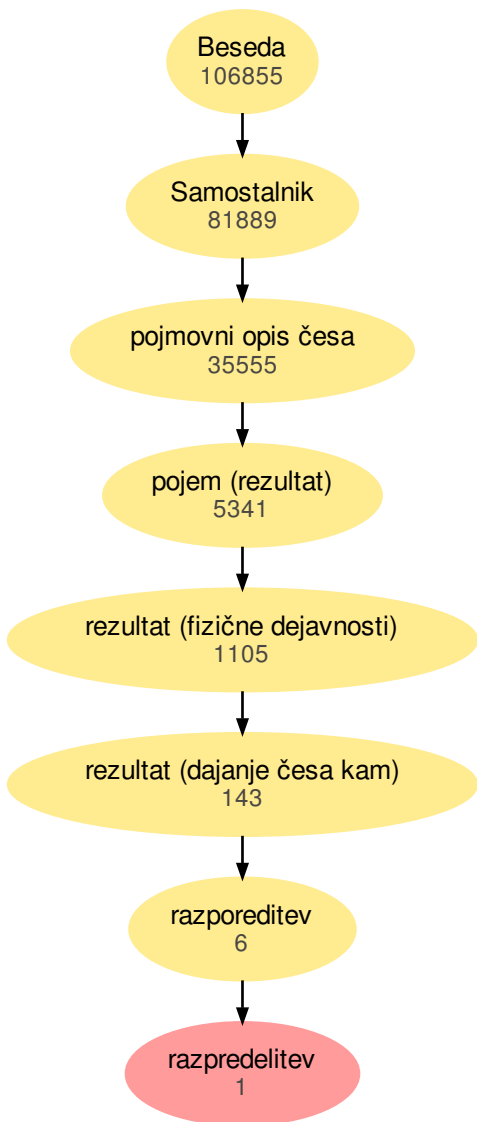 Beseda
106855
Samostalnik
81889
pojmovni opis česa
35555
pojem (rezultat)
5341
rezultat (fizične dejavnosti)
1105
rezultat (dajanje česa kam)
143
razporeditev
6
razpredelitev
1